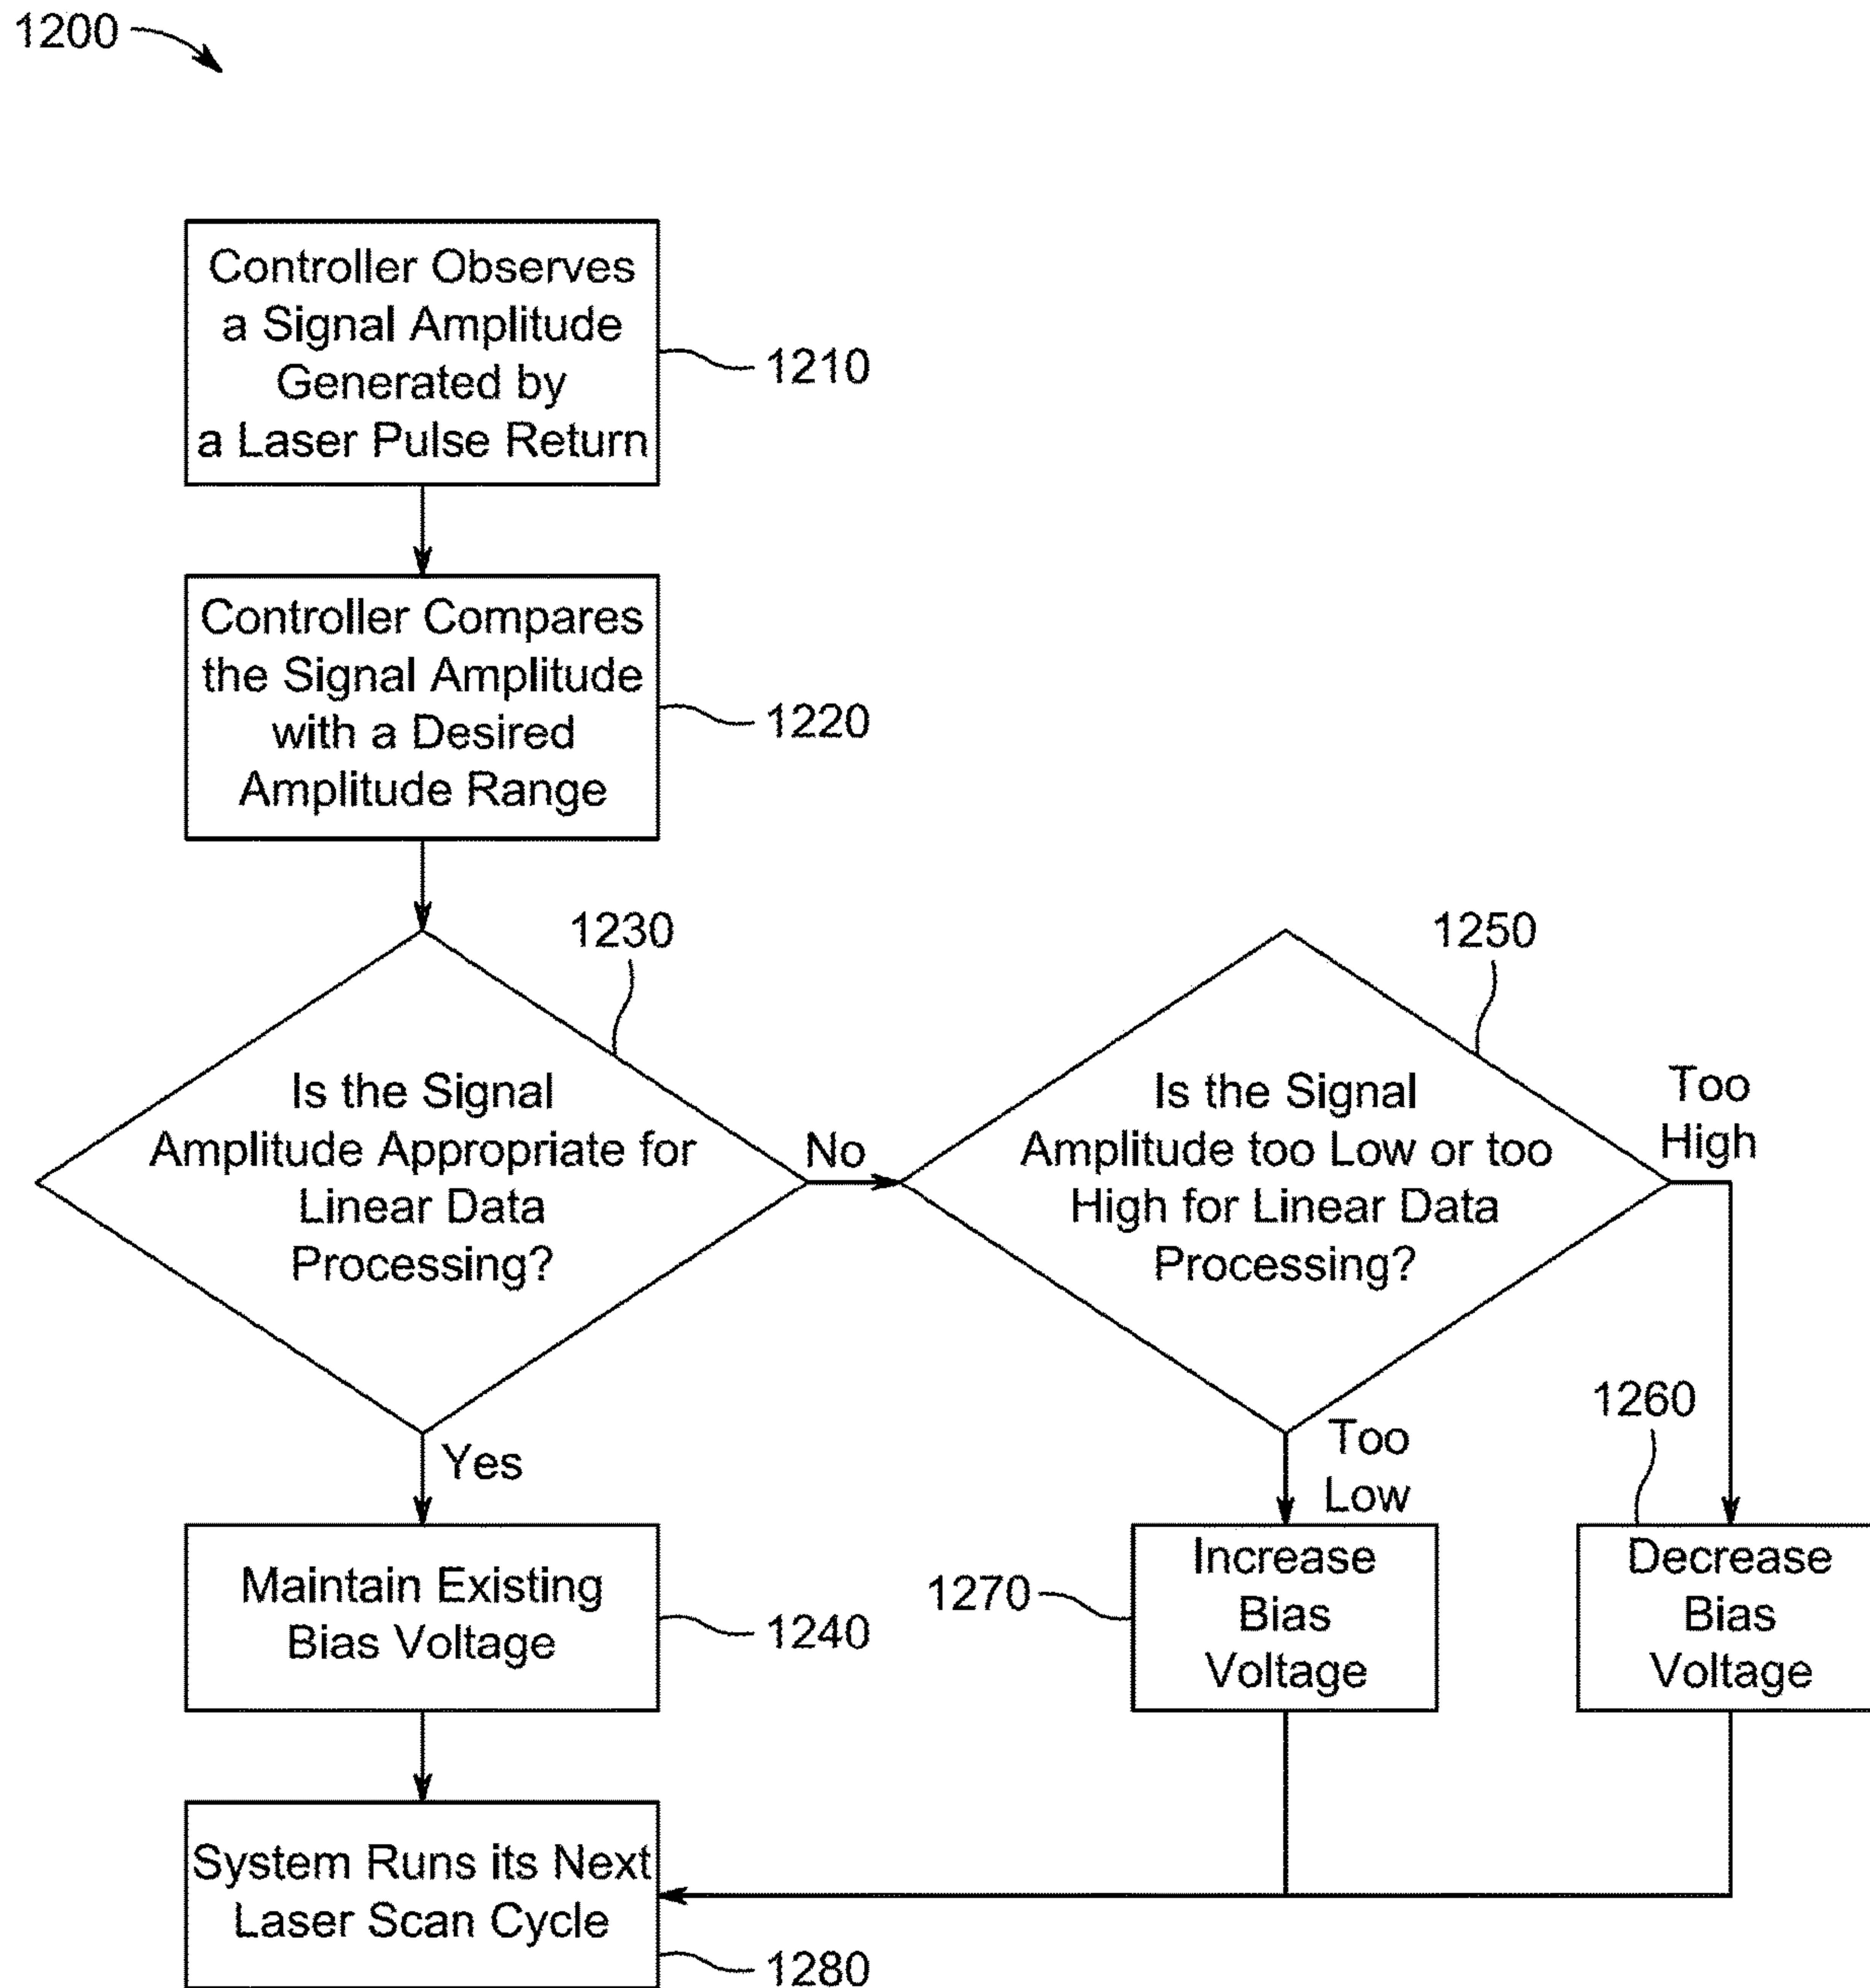 1200
Controller Observes
a Signal Amplitude
Generated by
a Laser Pulse Return
1210
Controller Compares
the Signal Amplitude
with a Desired
Amplitude Range
1220
1230
Is the Signal
Amplitude Appropriate for
Linear Data
Processing?
No
Yes
1250
Is the Signal
Amplitude too Low or too
High for Linear Data
Processing?
Too
High
Too
Low
Maintain Existing
Bias Voltage
1240
1270
Increase
Bias
Voltage
1260
Decrease
Bias
Voltage
System Runs its Next
Laser Scan Cycle
1280